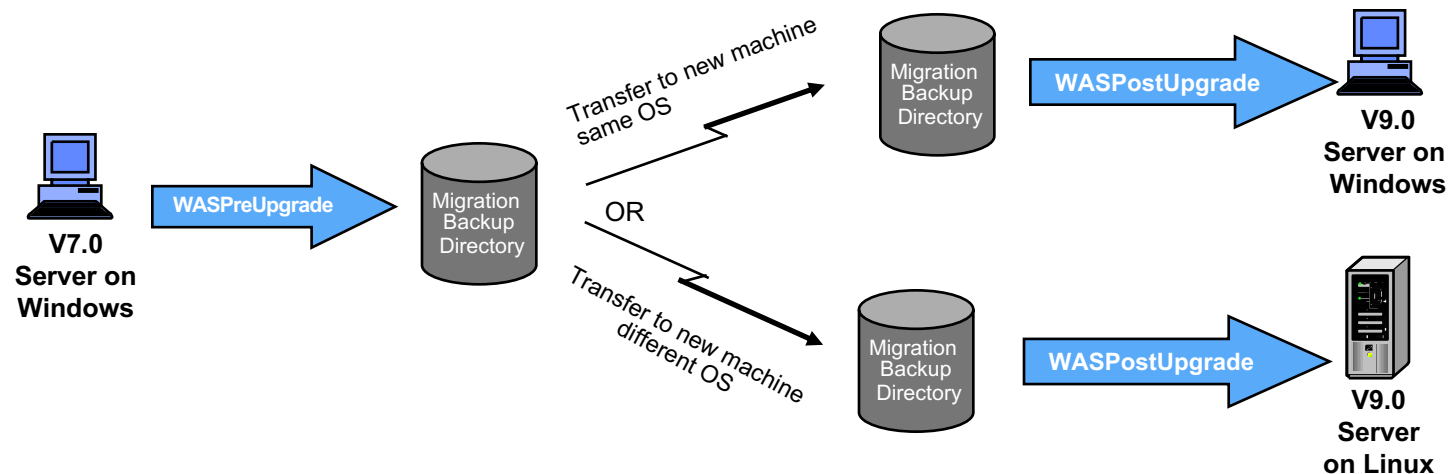 V7.0
Server on
Windows
WASPreUpgrade
Migration
Backup
Directory
Transfer to new machine
same OS
OR
Transfer to new machine
different OS
Migration
Backup
Directory
WASPostUpgrade
V9.0
Server on
Windows
Migration
Backup
Directory
WASPostUpgrade
V9.0
Server
on Linux